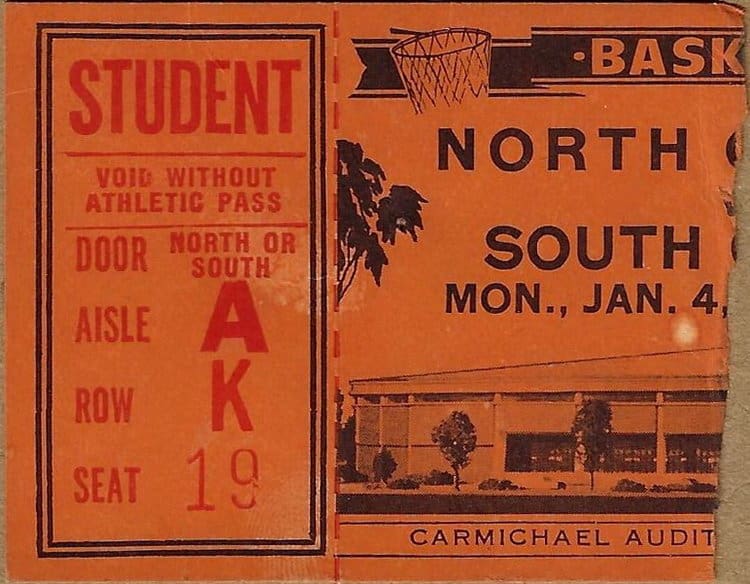 STUDENT
VOID WITHOUT
ATHLETIC PASS
DOOR NORTH OR
SOUTH
AISLE A
ROW K
SEAT 19
·BASK
NORTH
SOUTH
MON., JAN. 4,
CARMICHAEL AUDIT